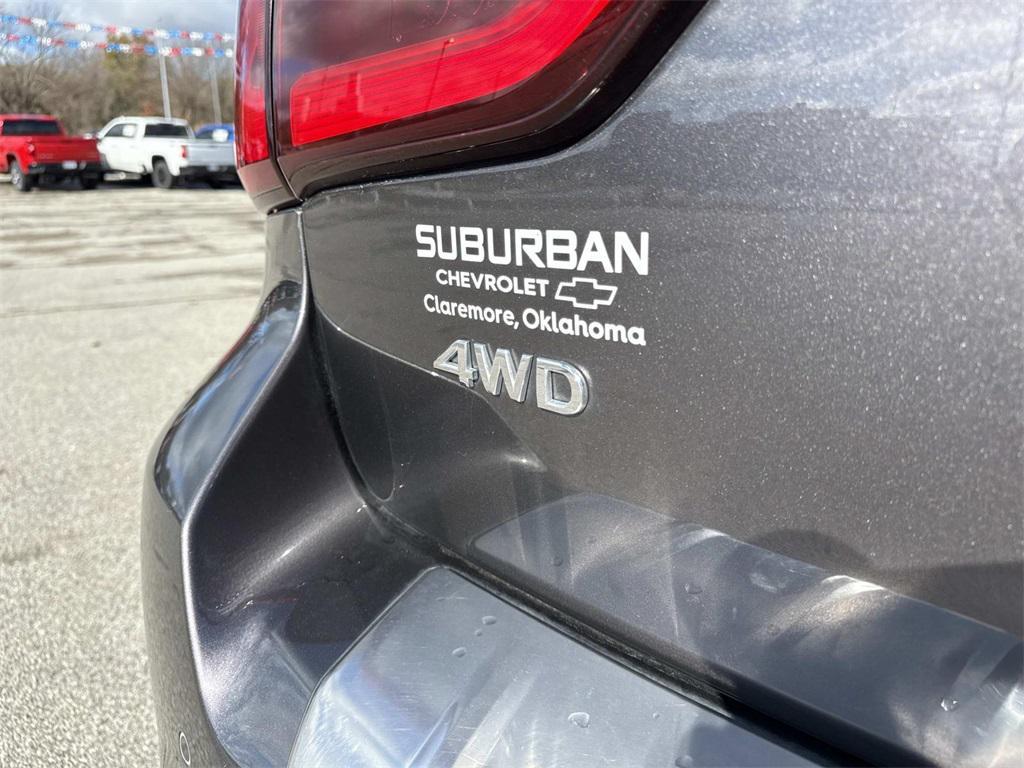 SUBURBAN
CHEVROLET
Claremore, Oklahoma
4WD